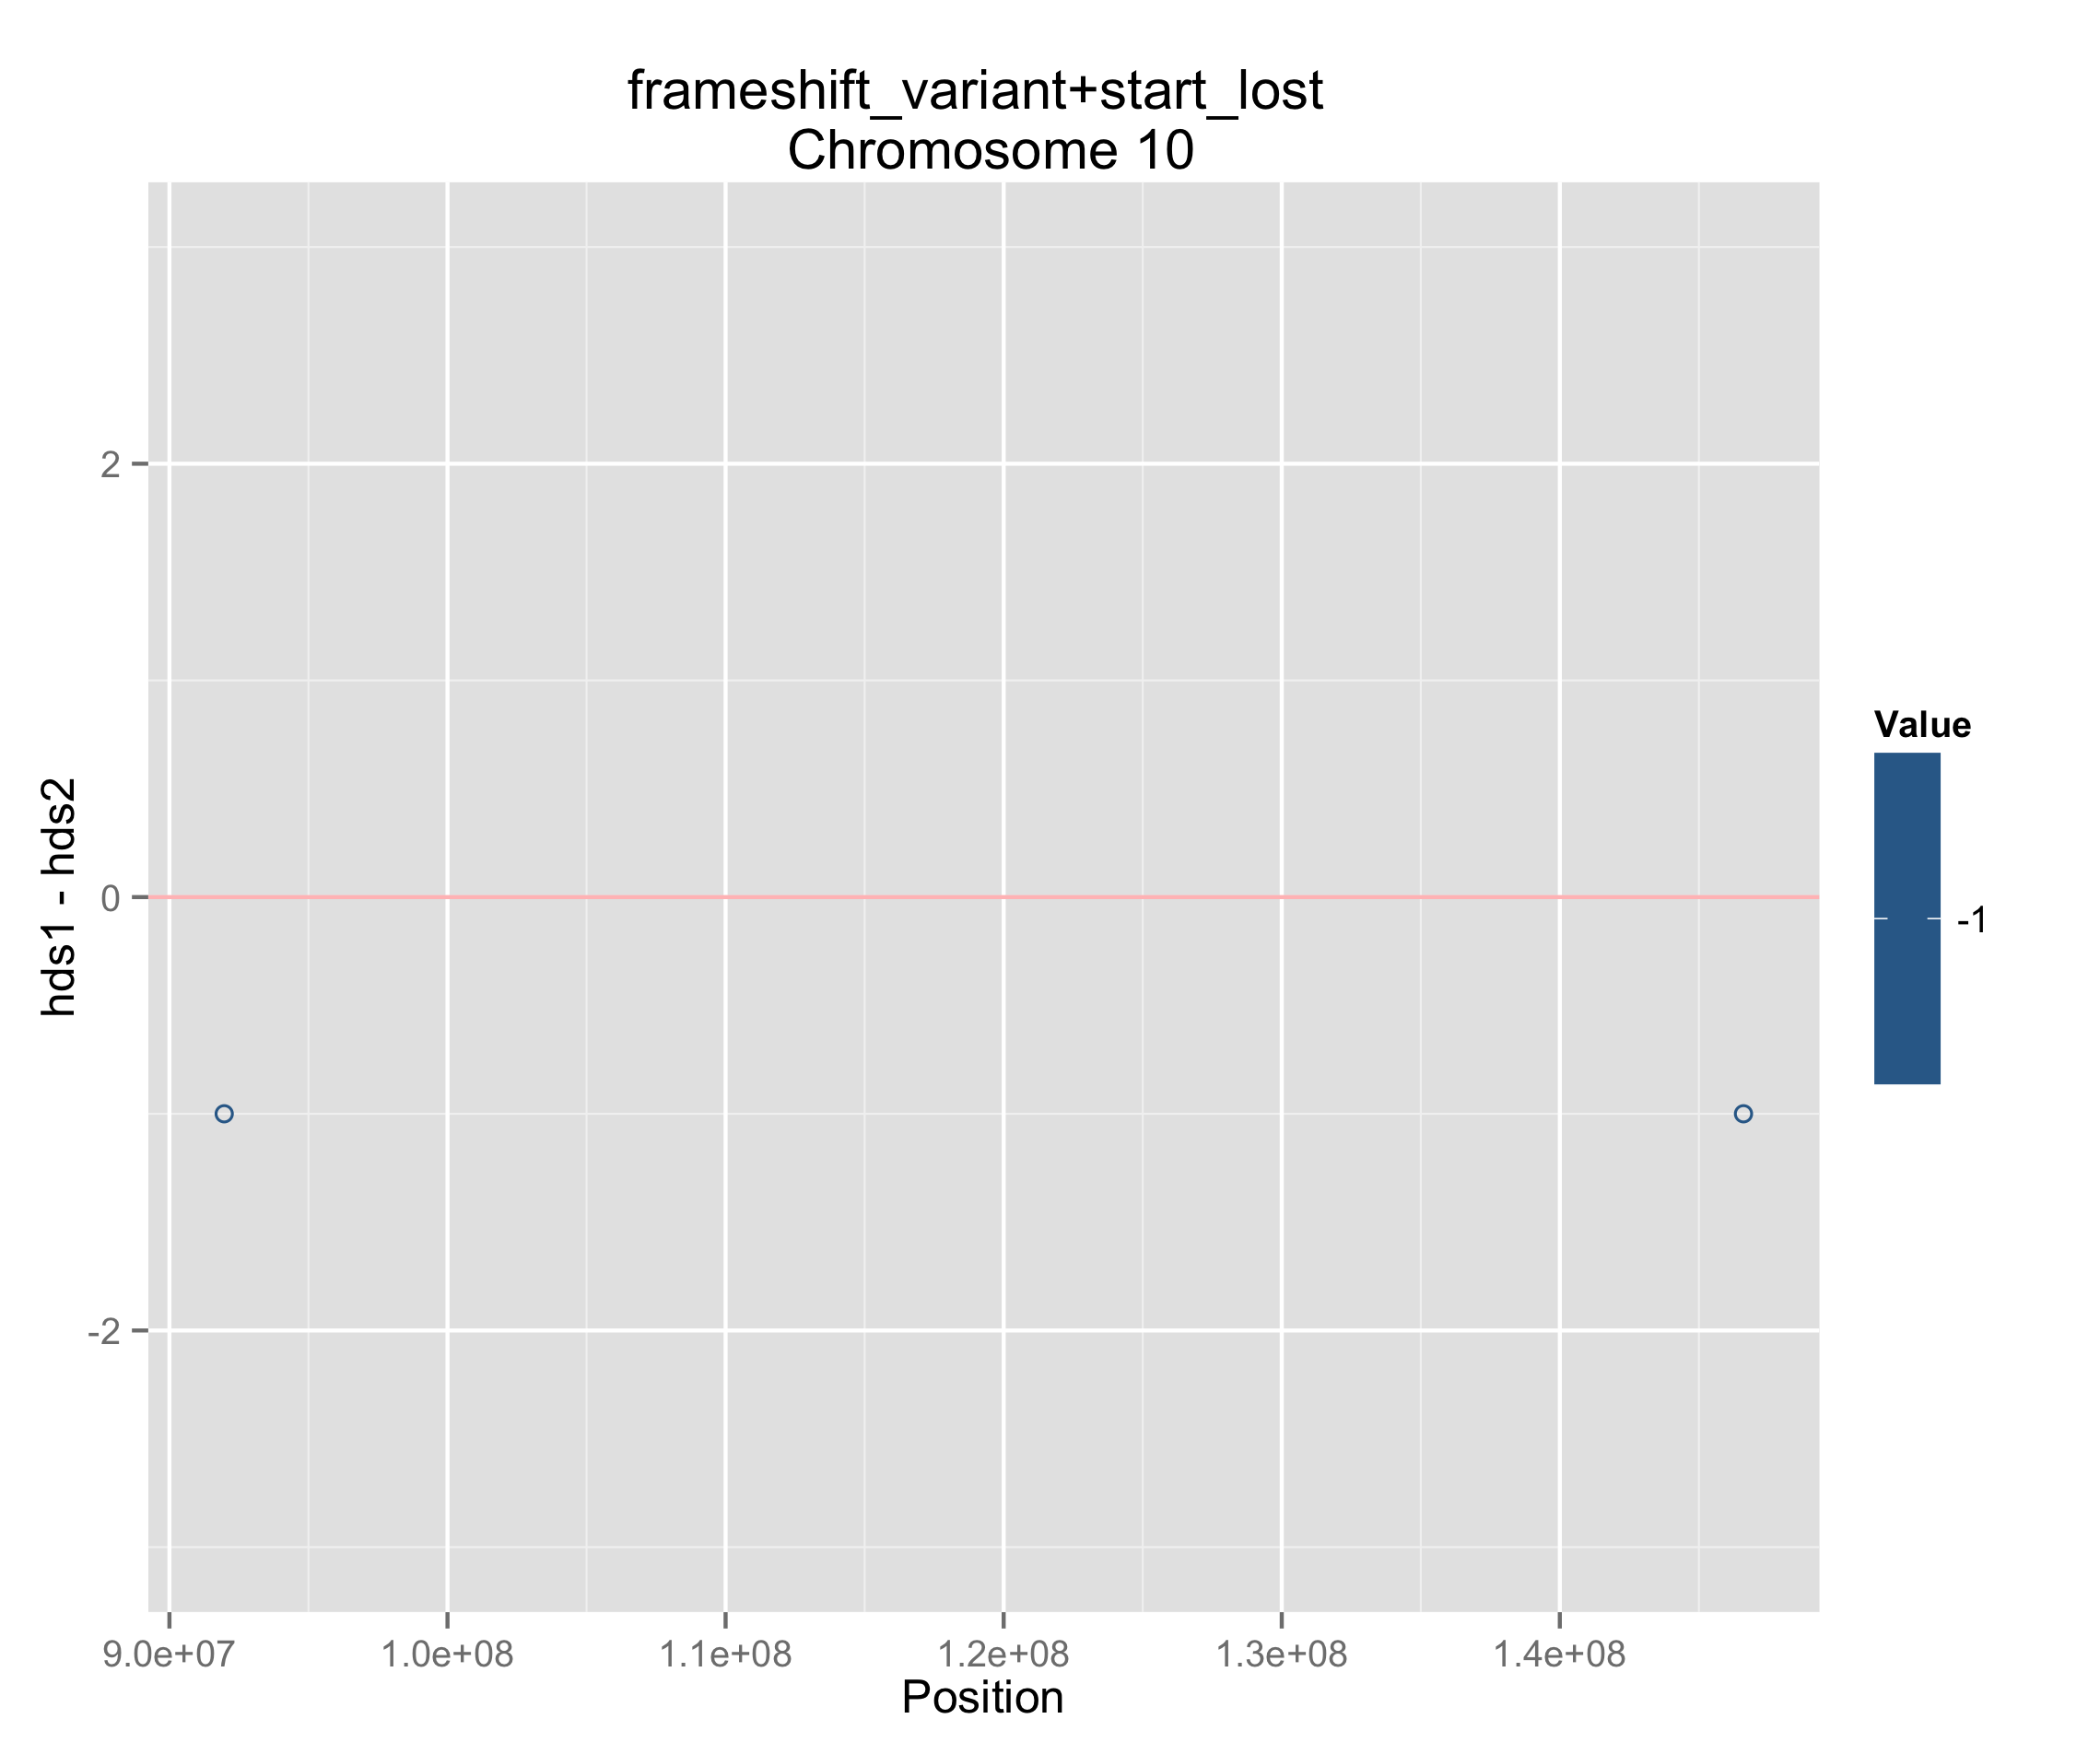 frameshift_variant+start_lost
Chromosome 10
hds1 - hds2
2
0
-2
9.0e+07 1.0e+08 1.1e+08 1.2e+08 1.3e+08 1.4e+08
Position
Value
-1